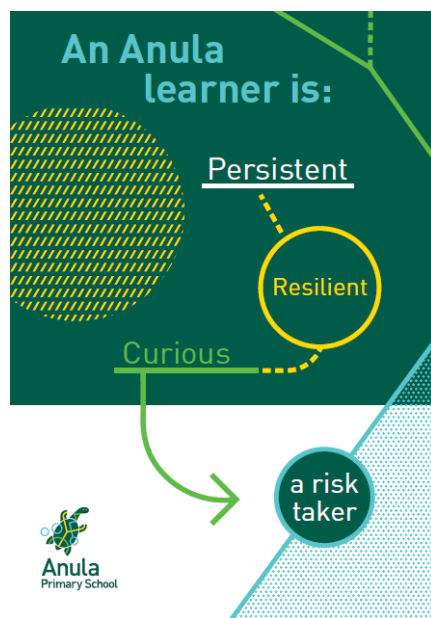 An Anula
learner is:
Persistent
Resilient
Curious
a risk
taker
Anula
Primary School